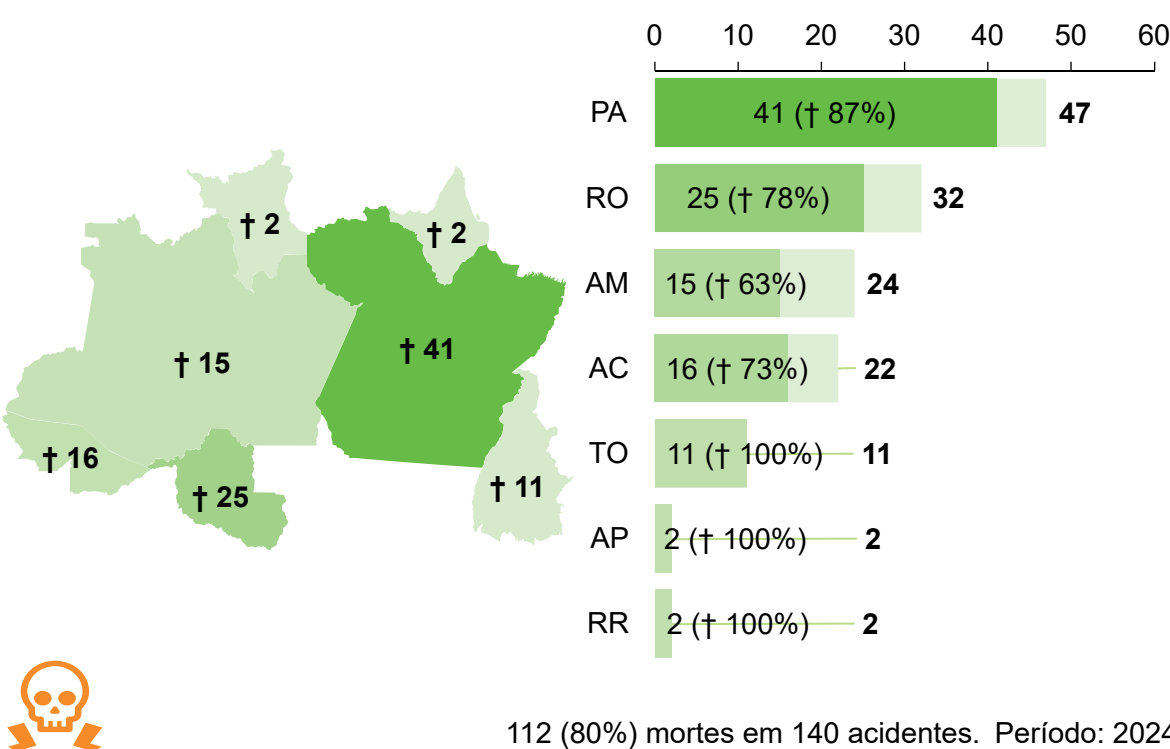 0 10 20 30 40 50 60
PA 41 († 87%) 47
RO 25 († 78%) 32
AM 15 († 63%) 24
AC 16 († 73%) 22
TO 11 († 100%) 11
AP 2 († 100%) 2
RR 2 († 100%) 2
† 2
† 2
† 41
† 15
† 16
† 25
† 11
112 (80%) mortes em 140 acidentes. Período: 2024